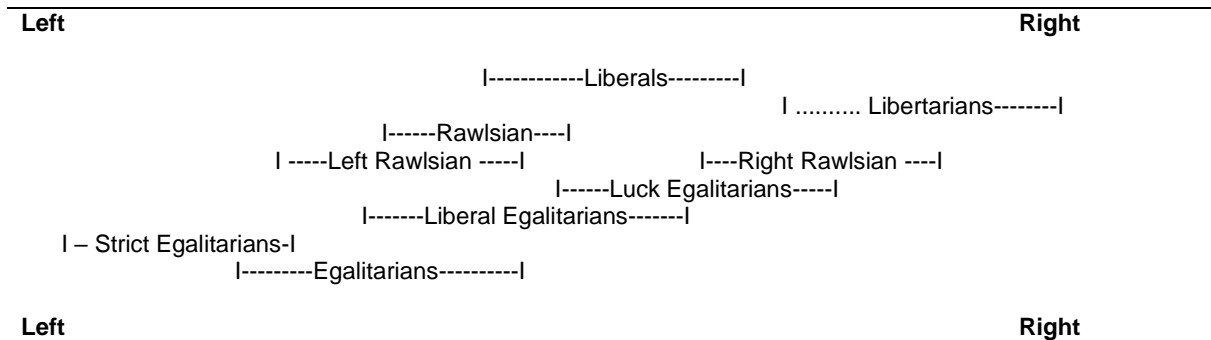 Left Right
I------------Liberals---------I
I .......... Libertarians--------I
I------Rawlsian----I
I -----Left Rawlsian -----I I----Right Rawlsian ----I
I------Luck Egalitarians-----I
I-------Liberal Egalitarians-------I
I – Strict Egalitarians-I
I---------Egalitarians----------I
Left Right